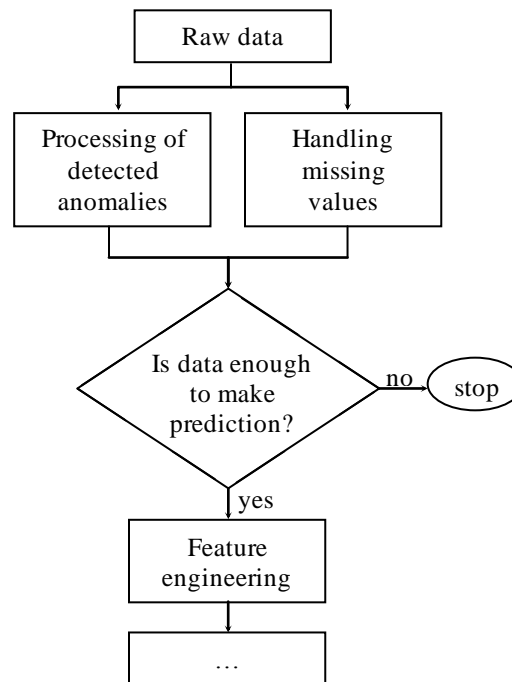 Raw data
Processing of
detected
anomalies
Handling
missing
values
Is data enough
to make
prediction?
no
stop
yes
Feature
engineering
…